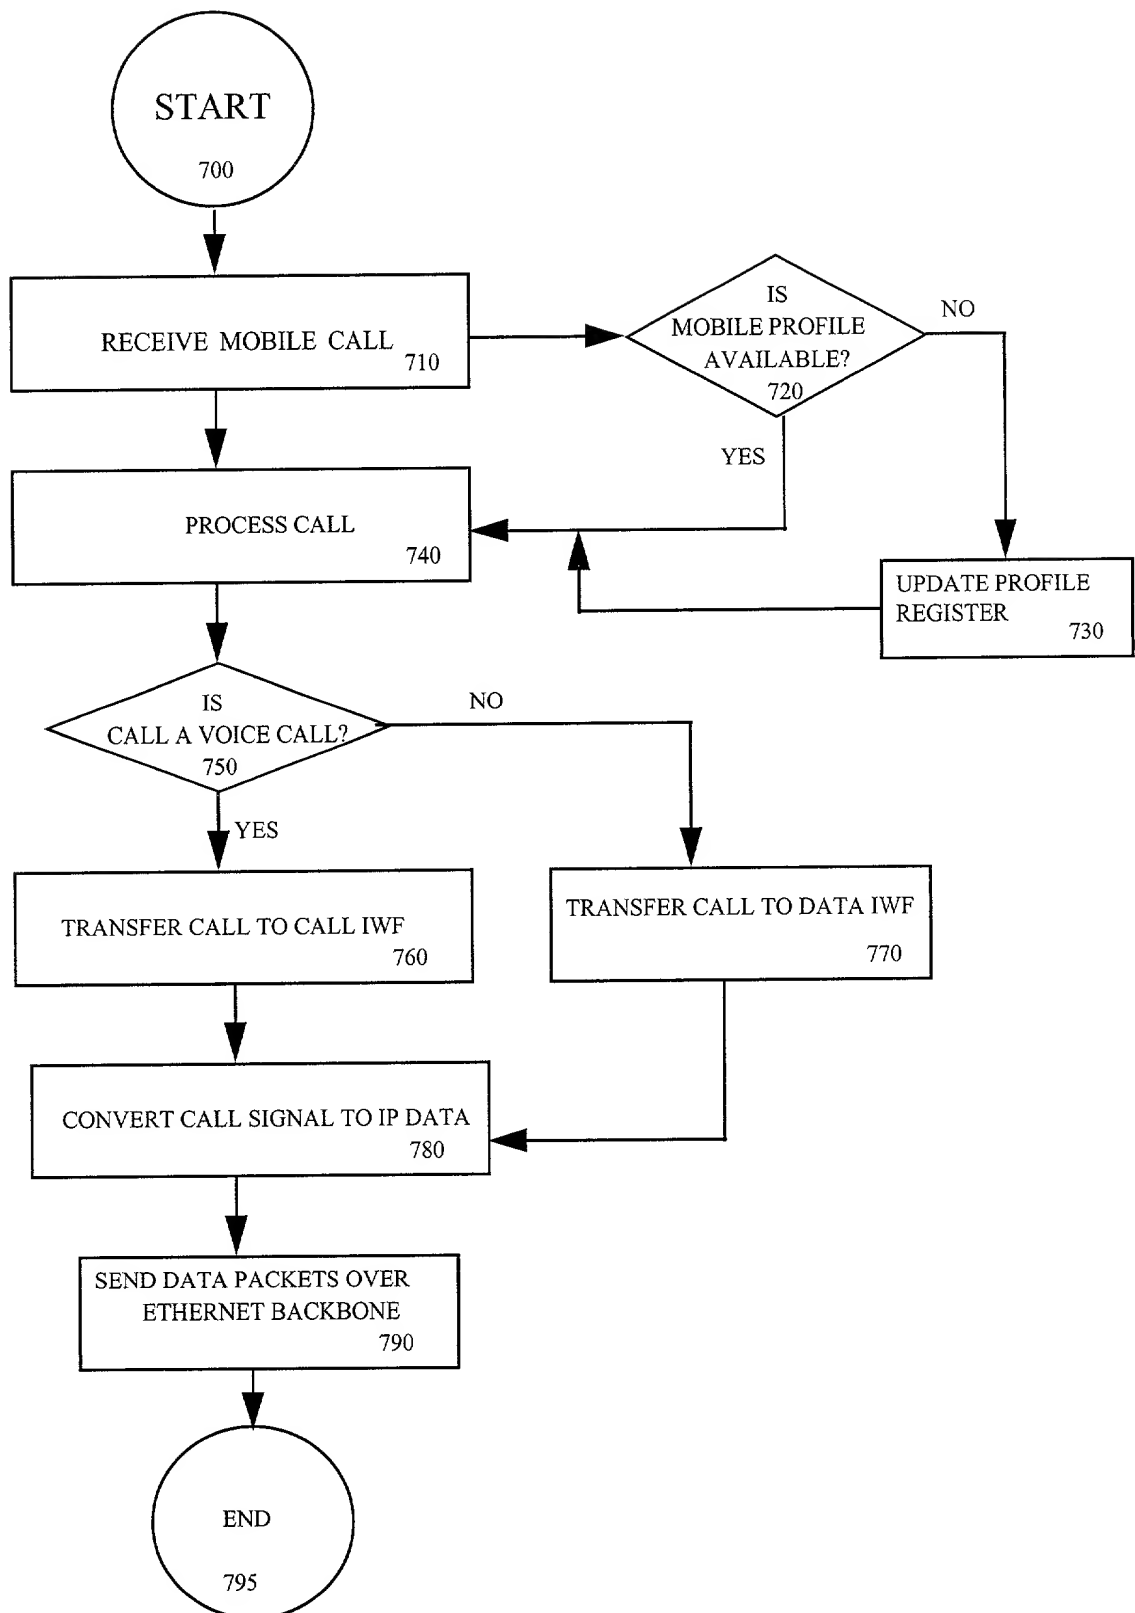 START
700
RECEIVE MOBILE CALL
710
IS
MOBILE PROFILE
AVAILABLE?
720
NO
YES
PROCESS CALL
740
UPDATE PROFILE
REGISTER
730
IS
CALL A VOICE CALL?
750
NO
YES
TRANSFER CALL TO CALL IWF
760
TRANSFER CALL TO DATA IWF
770
CONVERT CALL SIGNAL TO IP DATA
780
SEND DATA PACKETS OVER
ETHERNET BACKBONE
790
END
795